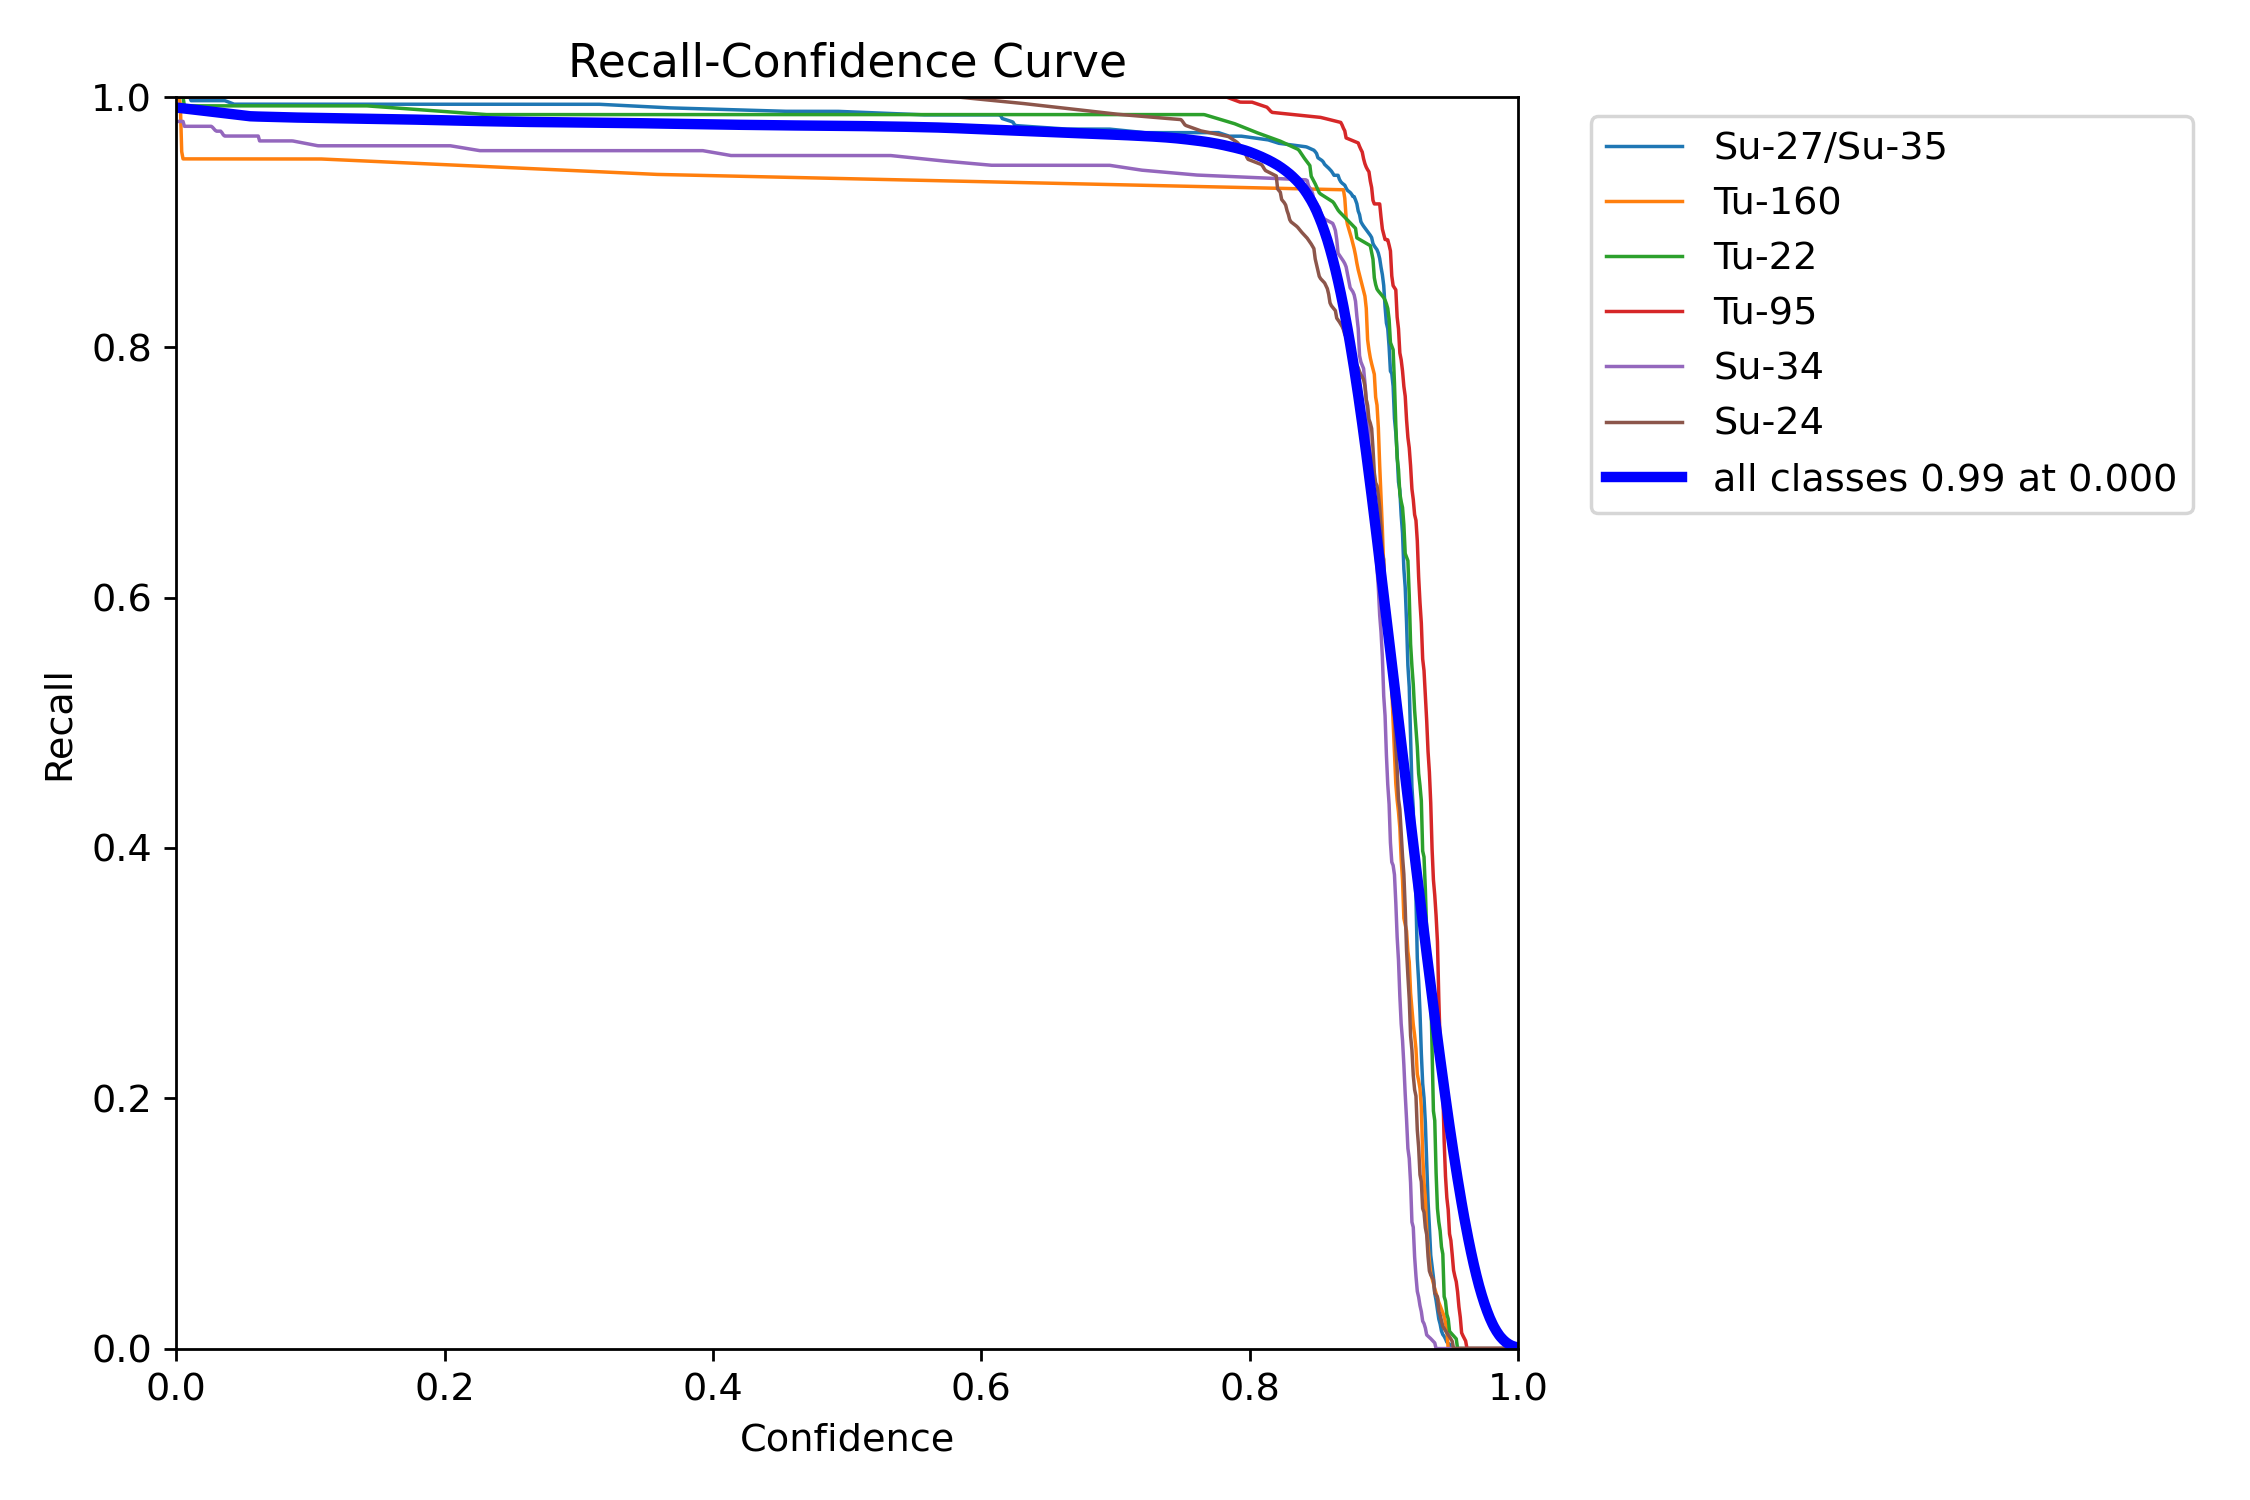 Recall-Confidence Curve
1.0
0.8
0.6
0.4
0.2
0.0
Recall
0.0 0.2 0.4 0.6 0.8 1.0
Confidence
Su-27/Su-35
Tu-160
Tu-22
Tu-95
Su-34
Su-24
all classes 0.99 at 0.000